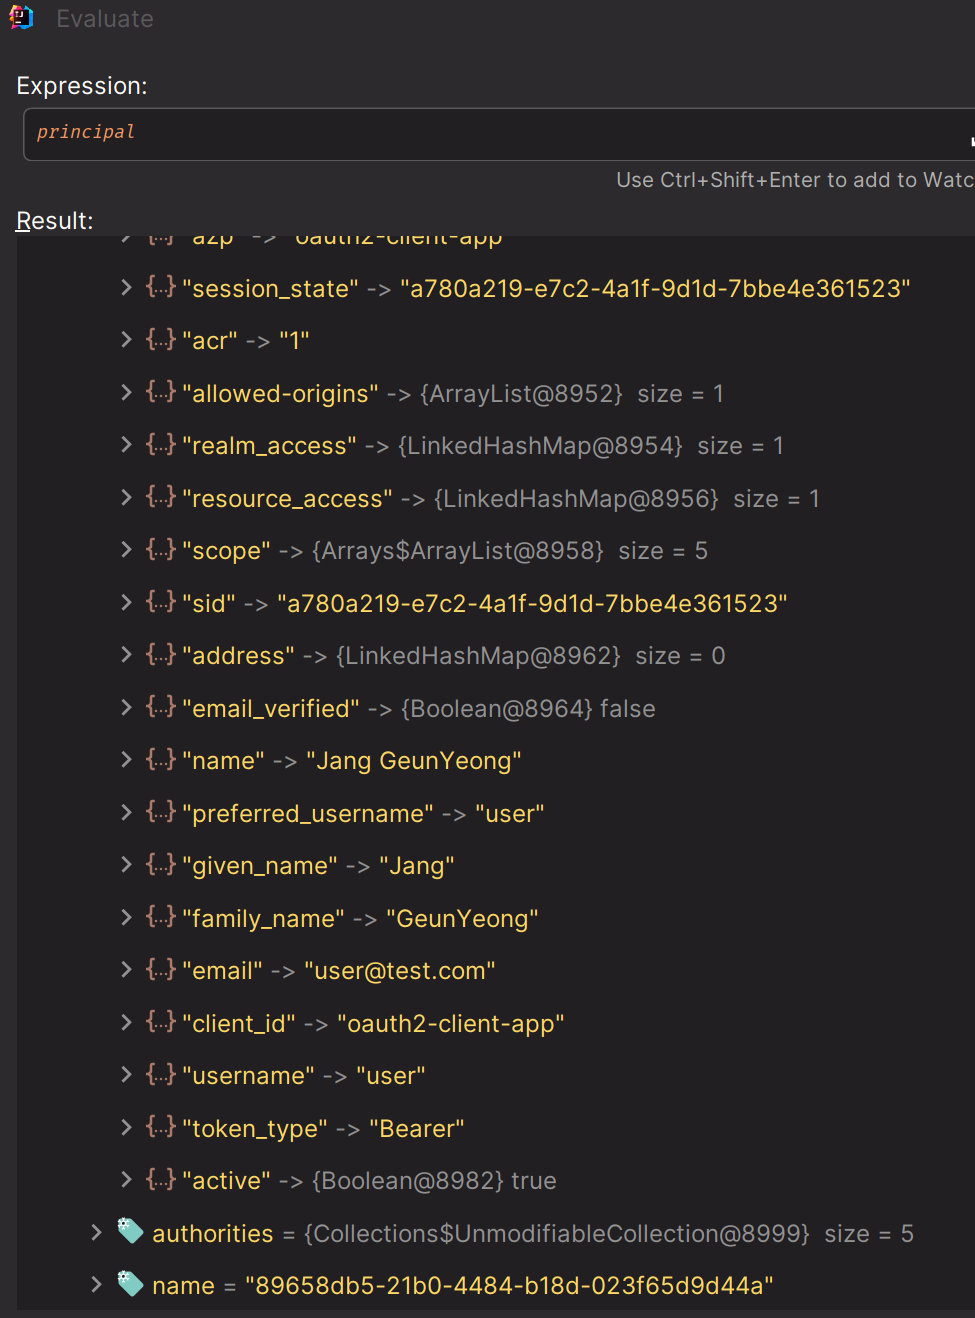 Evaluate
Expression:
principal
Use Ctrl+Shift+Enter to add to Watc
Result:
{...} "azp" -> "oauth2-client-app"
{...} "session_state" -> "a780a219-e7c2-4a1f-9d1d-7bbe4e361523"
{...} "acr" -> "1"
{...} "allowed-origins" -> {ArrayList@8952} size = 1
{...} "realm_access" -> {LinkedHashMap@8954} size = 1
{...} "resource_access" -> {LinkedHashMap@8956} size = 1
{...} "scope" -> {Arrays$ArrayList@8958} size = 5
{...} "sid" -> "a780a219-e7c2-4a1f-9d1d-7bbe4e361523"
{...} "address" -> {LinkedHashMap@8962} size = 0
{...} "email_verified" -> {Boolean@8964} false
{...} "name" -> "Jang GeunYeong"
{...} "preferred_username" -> "user"
{...} "given_name" -> "Jang"
{...} "family_name" -> "GeunYeong"
{...} "email" -> "user@test.com"
{...} "client_id" -> "oauth2-client-app"
{...} "username" -> "user"
{...} "token_type" -> "Bearer"
{...} "active" -> {Boolean@8982} true
authorities = {Collections$UnmodifiableCollection@8999} size = 5
name = "89658db5-21b0-4484-b18d-023f65d9d44a"